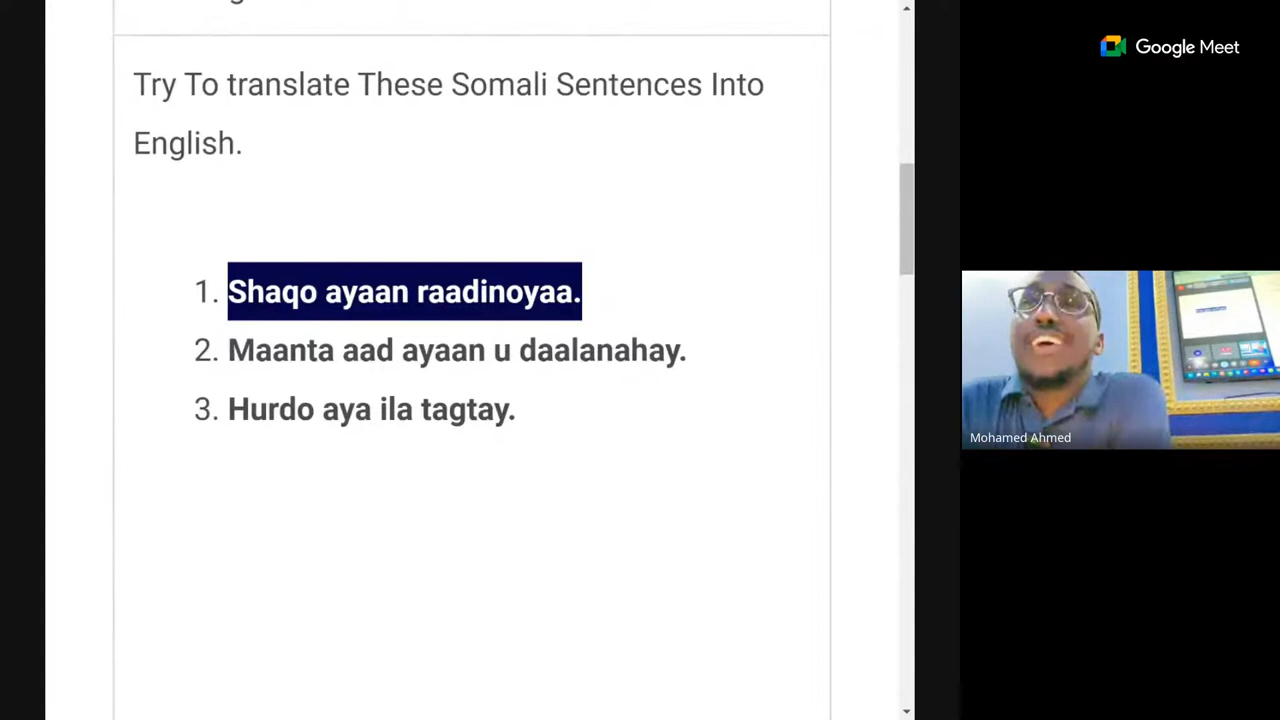 Google Meet
Try To translate These Somali Sentences Into
English.
1. Shaqo ayaan raadinoyaa.
2. Maanta aad ayaan u daalanahay.
3. Hurdo aya ila tagtay.
Mohamed Ahmed